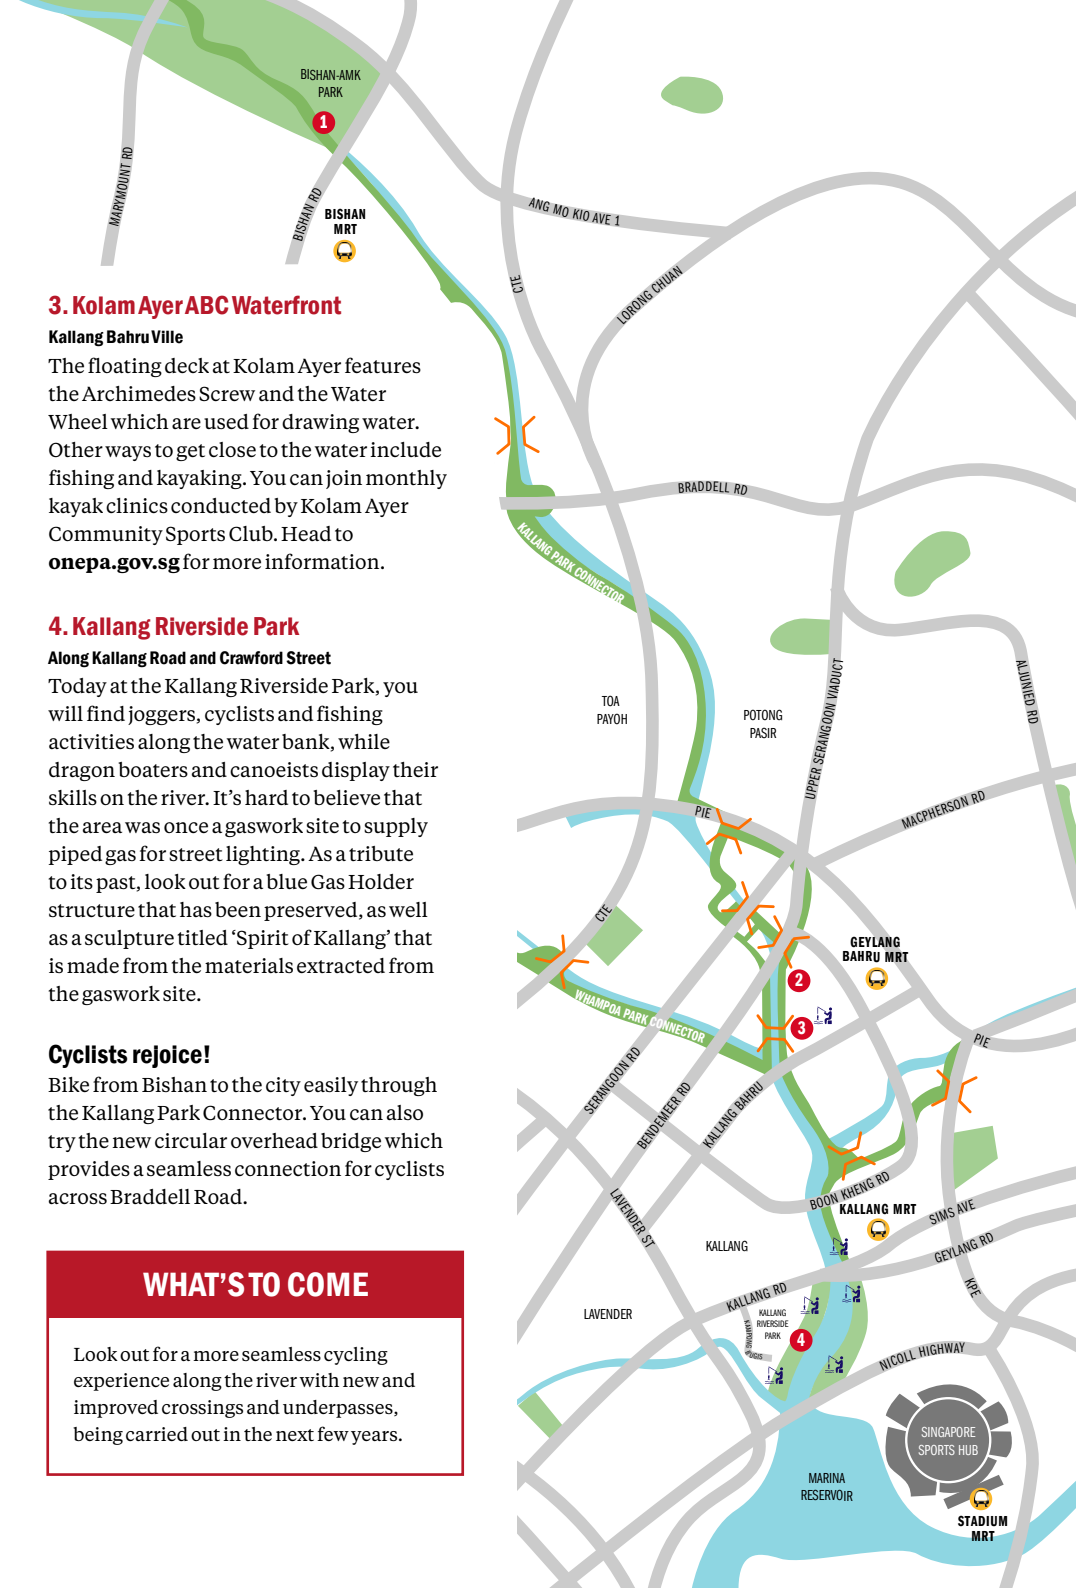 BISHAN-AMK
PARK
1
MARYMOUNT RD
BISHAN RD
BISHAN
MRT
ANG MO KIO AVE 1
CTE
LORONG CHUAN
3. Kolam Ayer ABC Waterfront
Kallang Bahru Ville
The floating deck at Kolam Ayer features
the Archimedes Screw and the Water
Wheel which are used for drawing water.
Other ways to get close to the water include
fishing and kayaking. You can join monthly
kayak clinics conducted by Kolam Ayer
Community Sports Club. Head to
onepa.gov.sg for more information.
4. Kallang Riverside Park
Along Kallang Road and Crawford Street
Today at the Kallang Riverside Park, you
will find joggers, cyclists and fishing
activities along the water bank, while
dragon boaters and canoeists display their
skills on the river. It's hard to believe that
the area was once a gaswork site to supply
piped gas for street lighting. As a tribute
to its past, look out for a blue Gas Holder
structure that has been preserved, as well
as a sculpture titled 'Spirit of Kallang' that
is made from the materials extracted from
the gaswork site.
Cyclists rejoice!
Bike from Bishan to the city easily through
the Kallang Park Connector. You can also
try the new circular overhead bridge which
provides a seamless connection for cyclists
across Braddell Road.
WHAT'S TO COME
Look out for a more seamless cycling
experience along the river with new and
improved crossings and underpasses,
being carried out in the next few years.
BRADDELL RD
KALLANG PARK CONNECTOR
TOA
PAYOH
POTONG
PASIR
UPPER SERANGOON VIADUCT
ALJUNIED RD
PIE
MACPHERSON RD
CTE
GEYLANG
BAHRU MRT
2
3
WHAMPOA PARK CONNECTOR
PIE
SERANGOON RD
BENDEMEER RD
KALLANG BAHRU
BOON KHENG RD
KALLANG MRT
SIMS AVE
LAVENDER ST
KALLANG
GEYLANG RD
KPE
KALLANG RD
LAVENDER
KALLANG
RIVERSIDE
PARK
4
KAMPONG
BUGIS
NICOLL HIGHWAY
SINGAPORE
SPORTS HUB
MARINA
RESERVOIR
STADIUM
MRT